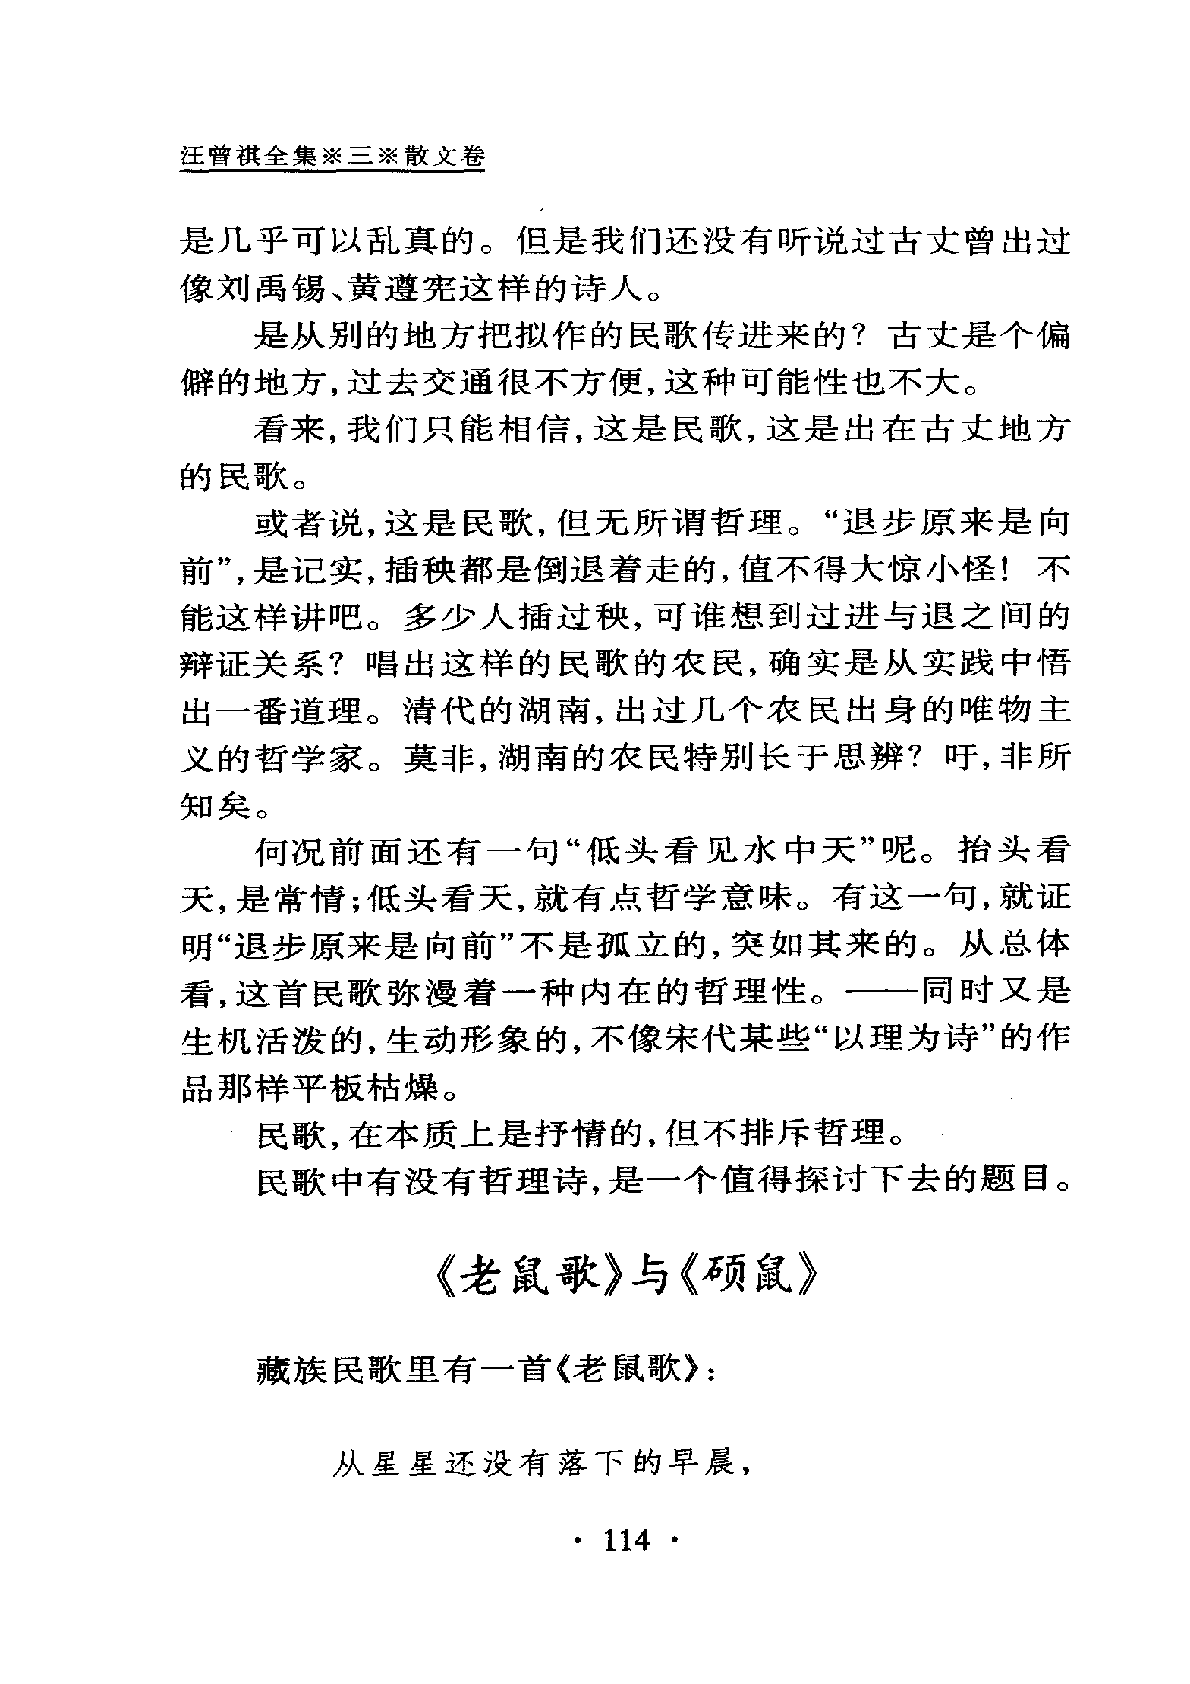 汪曾祺全集※三※散文卷
是几乎可以乱真的。但是我们还没有听说过古丈曾出过
像刘禹锡、黄遵宪这样的诗人。
是从别的地方把拟作的民歌传进来的？古丈是个偏
僻的地方，过去交通很不方便，这种可能性也不大。
看来，我们只能相信，这是民歌，这是出在古丈地方
的民歌。
或者说，这是民歌，但无所谓哲理。“退步原来是向
前”，是记实，插秧都是倒退着走的，值不得大惊小怪！不
能这样讲吧。多少人插过秧，可谁想到过进与退之间的
辩证关系？唱出这样的民歌的农民，确实是从实践中悟
出一番道理。清代的湖南，出过几个农民出身的唯物主
义的哲学家。莫非，湖南的农民特别长于思辨？吁，非所
知矣。
何况前面还有一句“低头看见水中天”呢。抬头看
天，是常情；低头看天，就有点哲学意味。有这一句，就证
明“退步原来是向前”不是孤立的，突如其来的。从总体
看，这首民歌弥漫着一种内在的哲理性。——同时又是
生机活泼的，生动形象的，不像宋代某些“以理为诗”的作
品那样平板枯燥。
民歌，在本质上是抒情的，但不排斥哲理。
民歌中有没有哲理诗，是一个值得探讨下去的题目。
《老鼠歌》与《硕鼠》
藏族民歌里有一首《老鼠歌》：
从星星还没有落下的早晨，
· 114 ·